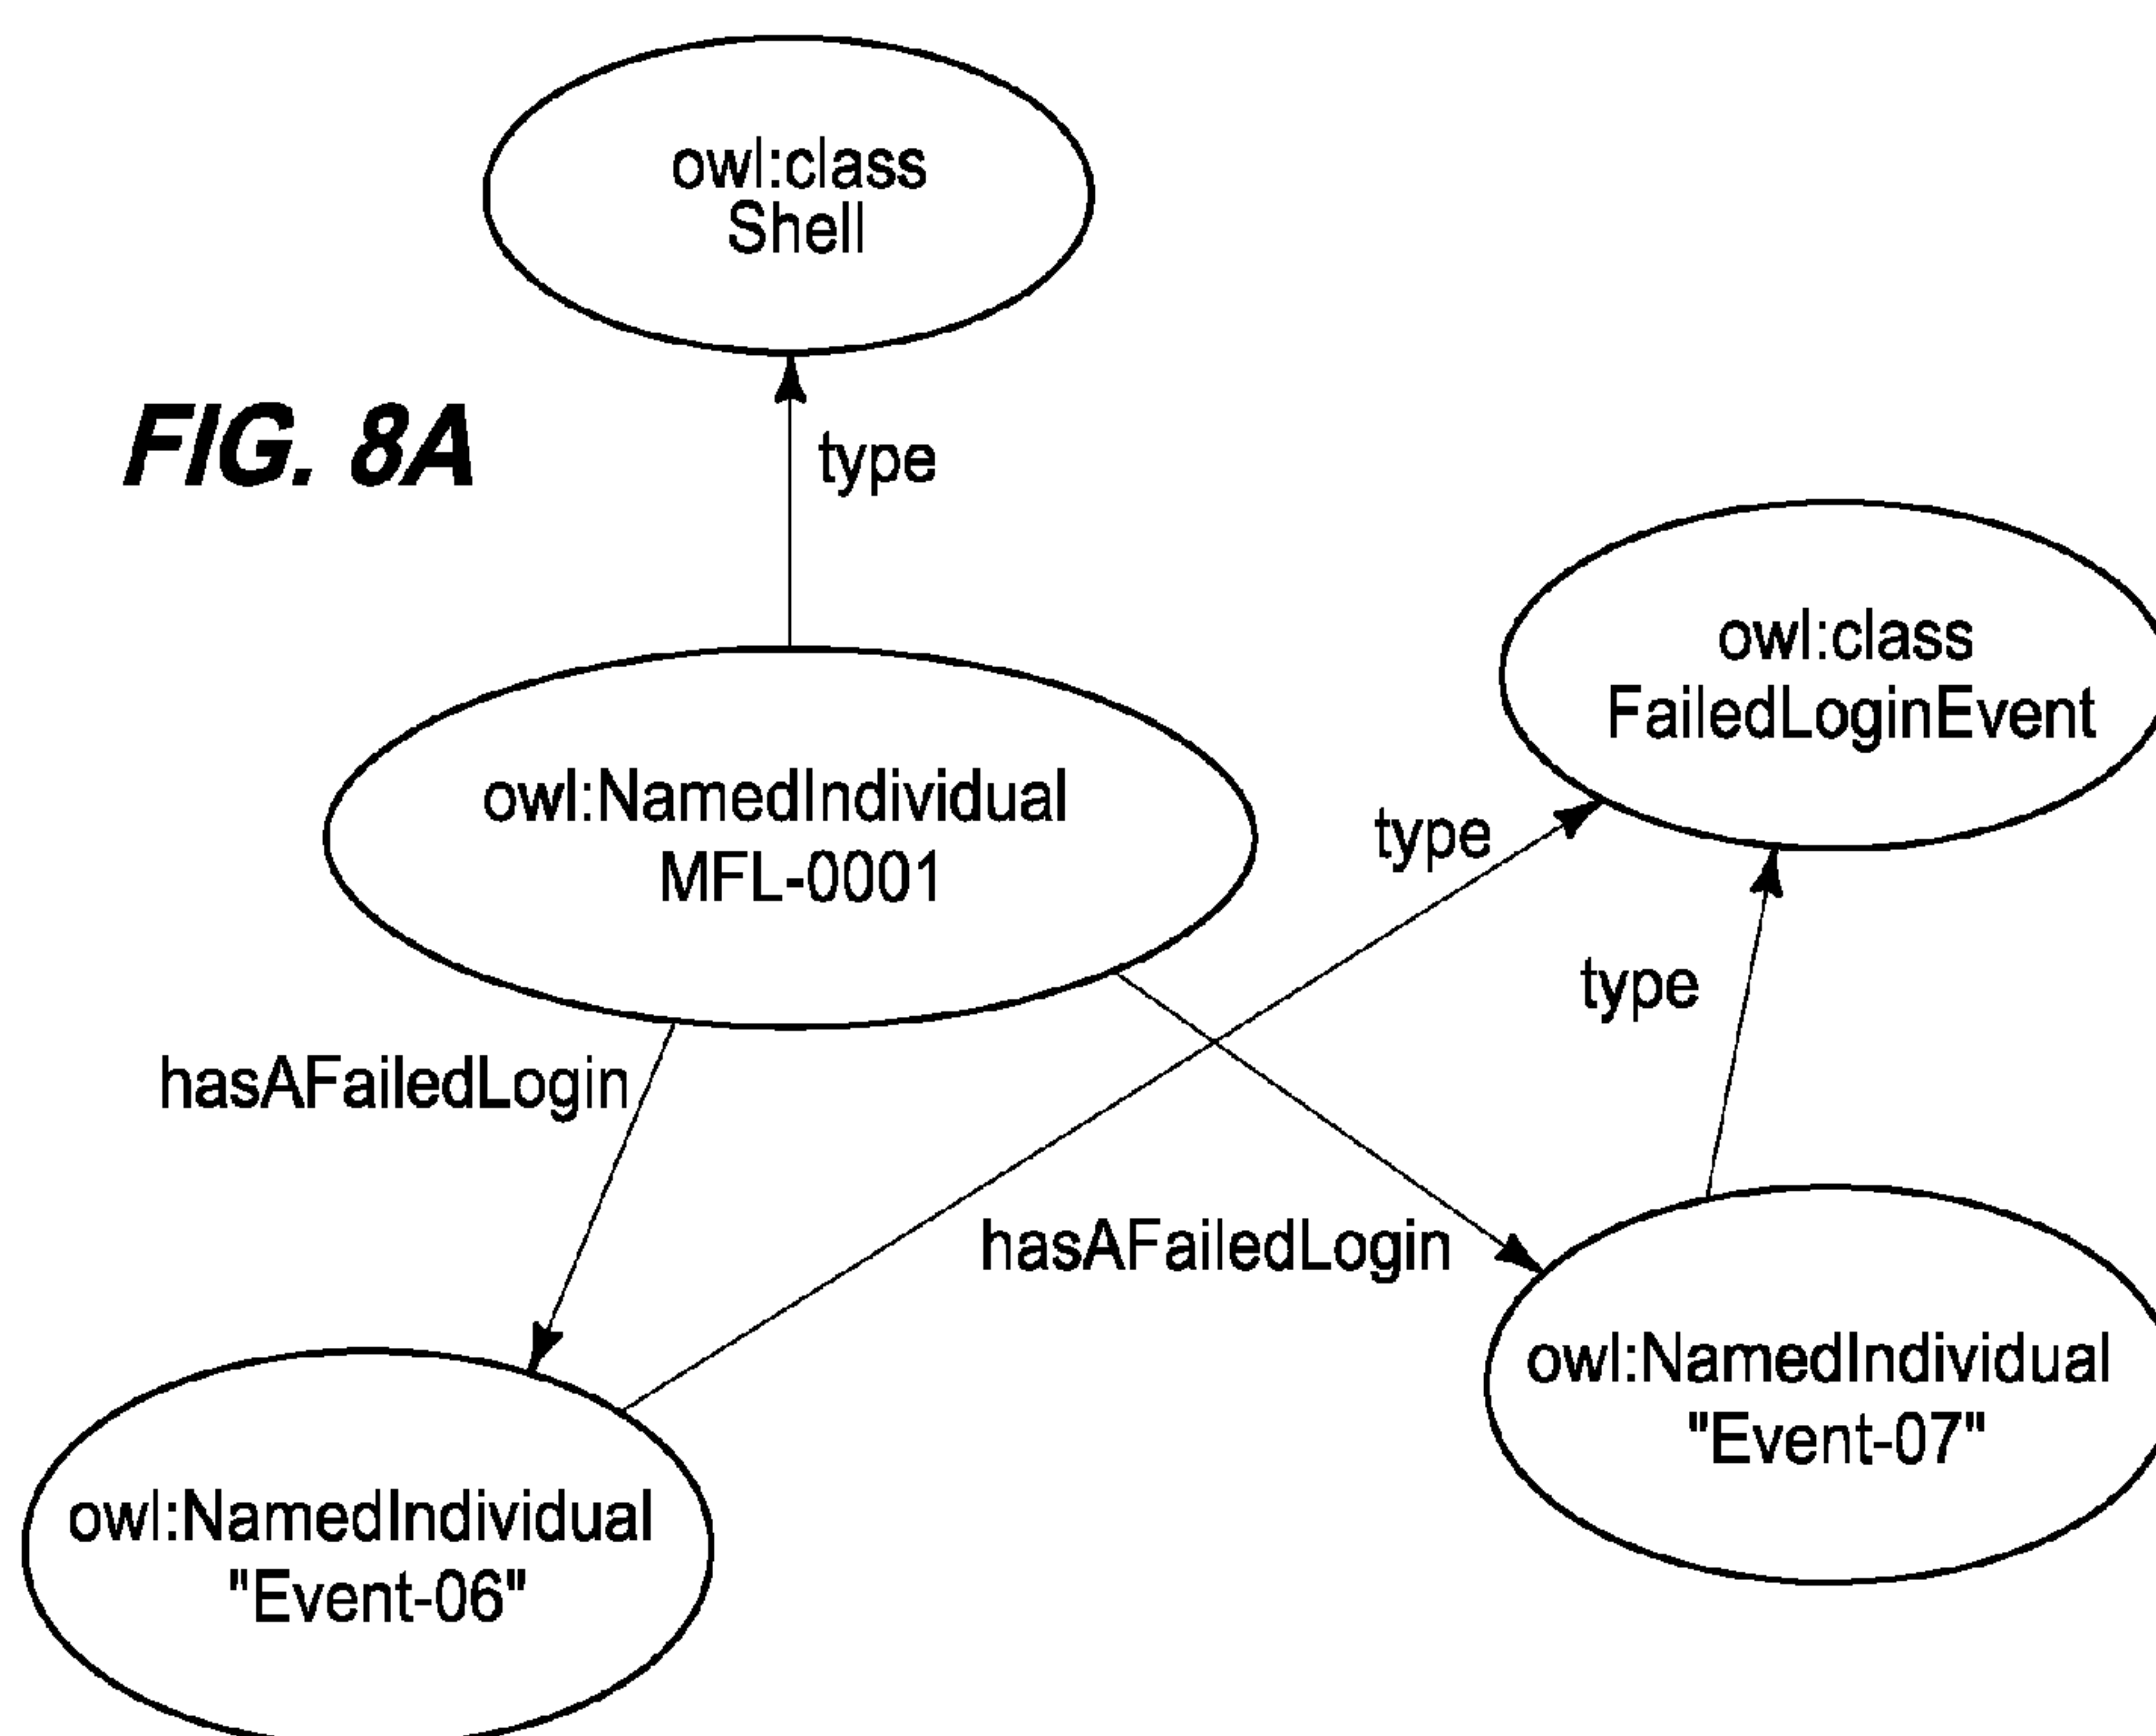 owl:class
Shell
FIG. 8A
type
owl:class
FailedLoginEvent
owl:NamedIndividual
MFL-0001
type
type
hasAFailedLogin
hasAFailedLogin
owl:NamedIndividual
"Event-07"
owl:NamedIndividual
"Event-06"